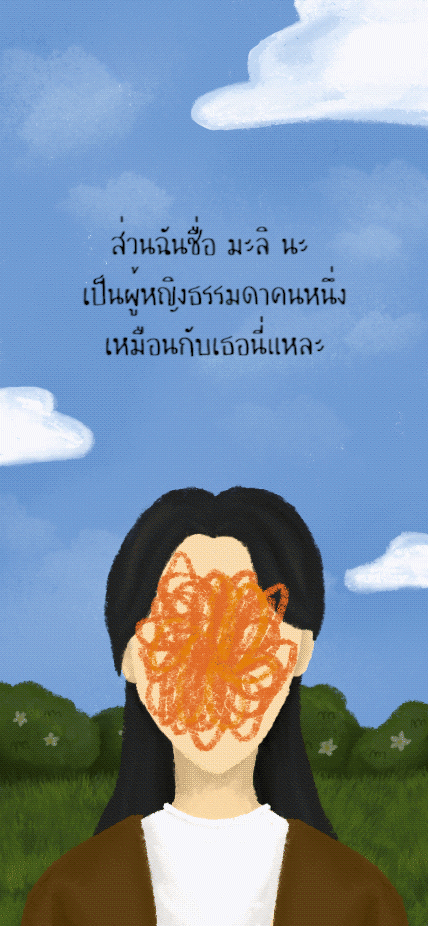 ส่วนฉันชื่อ มะลิ นะ
เป็นผู้หญิงธรรมดาคนหนึ่ง
เหมือนกับเธอนี่แหละ